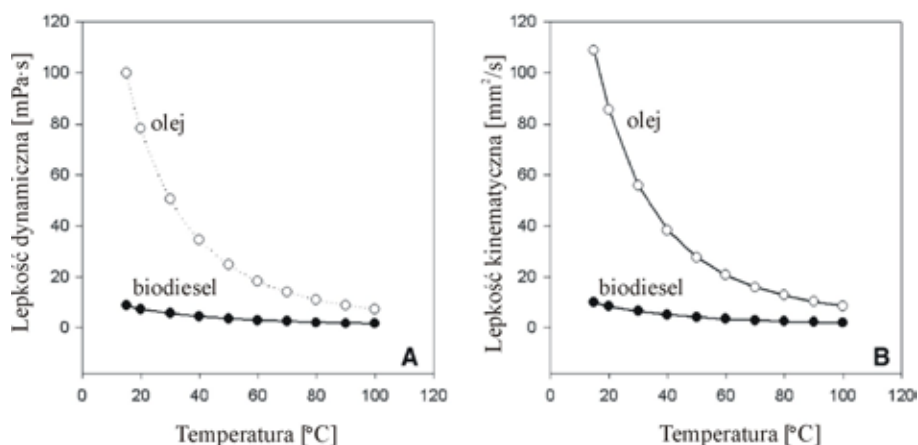 Lepkość dynamiczna [mPa·s]
120
100
80
60
40
20
0
olej
biodiesel
A
0 20 40 60 80 100 120
Temperatura [°C]
Lepkość kinematyczna [mm²/s]
120
100
80
60
40
20
0
olej
biodiesel
B
0 20 40 60 80 100 120
Temperatura [°C]